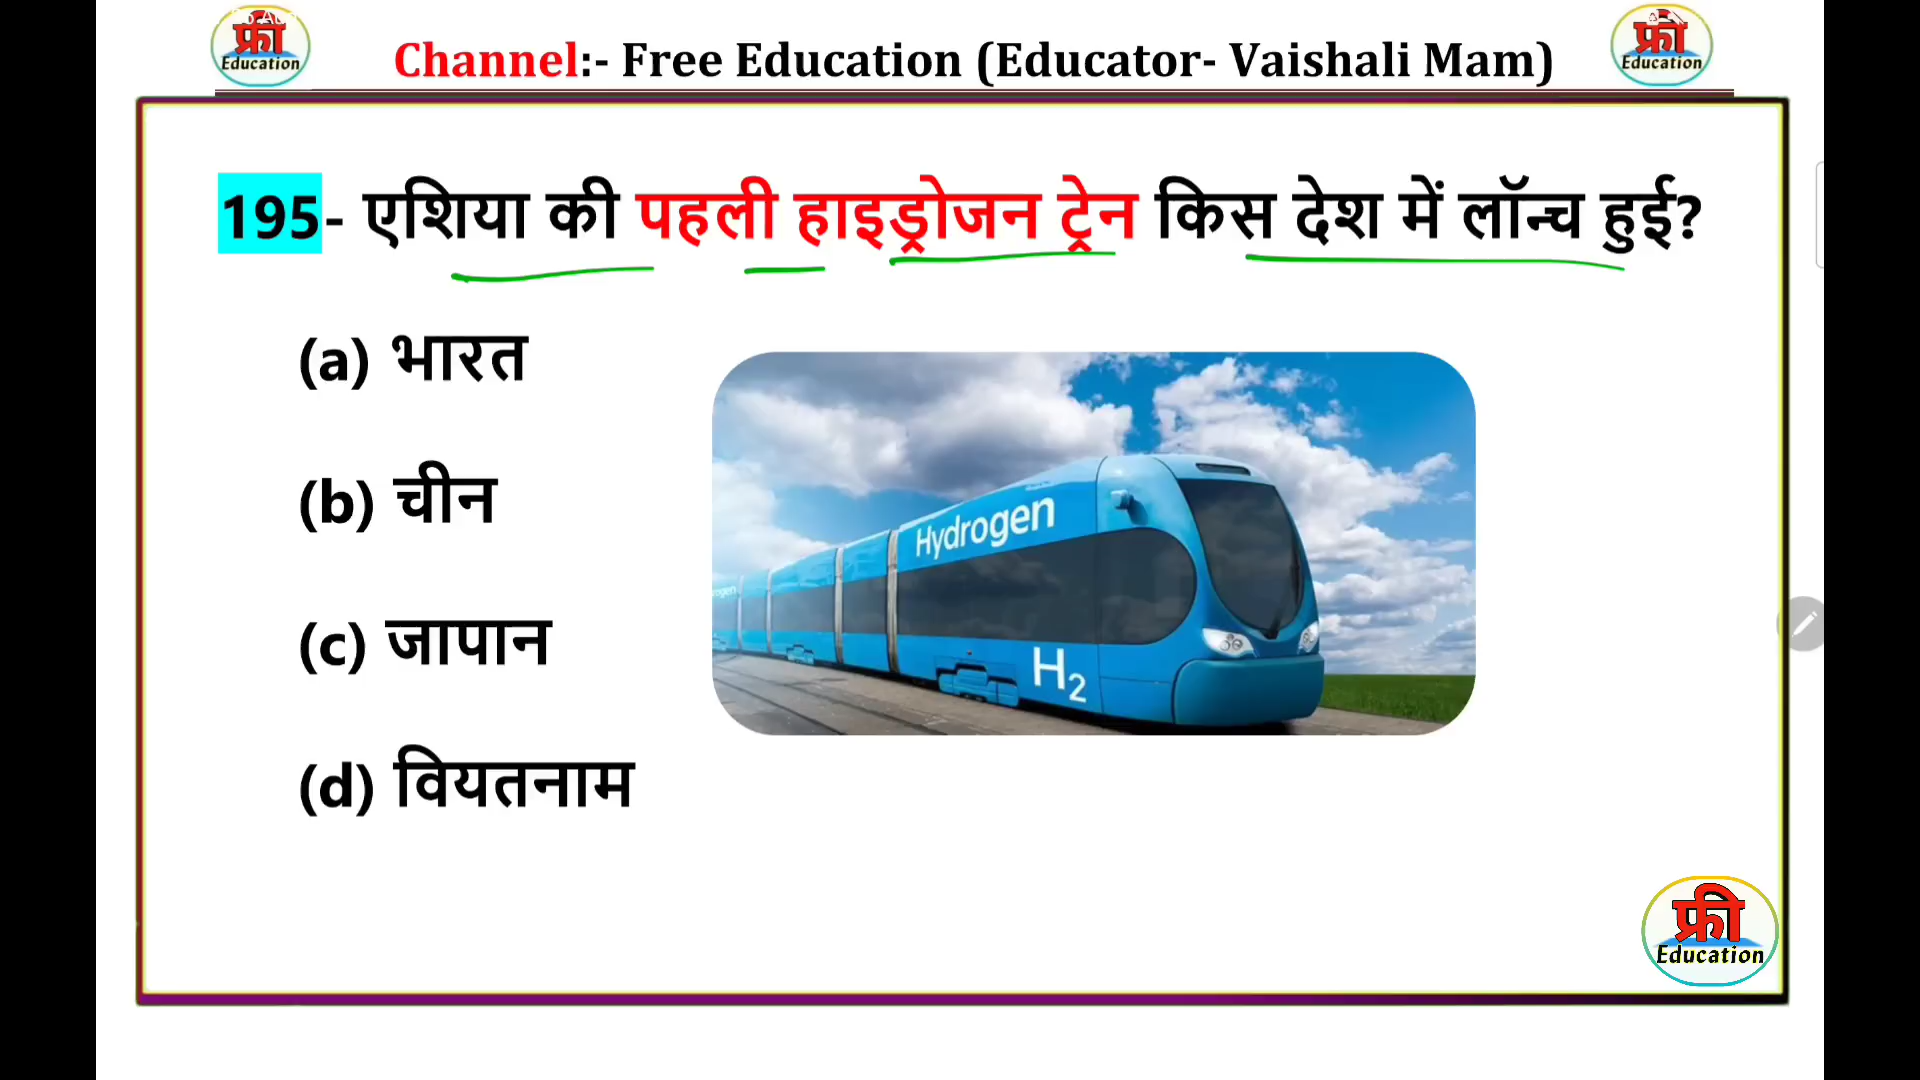 फ्री
Education
Channel:- Free Education (Educator- Vaishali Mam)
फ्री
Education
195- एशिया की पहली हाइड्रोजन ट्रेन किस देश में लॉन्च हुई?
(a) भारत
(b) चीन
(c) जापान
(d) वियतनाम
Hydrogen
H2
फ्री
Education